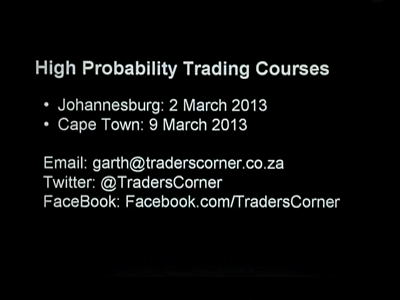 High Probability Trading Courses
• Johannesburg: 2 March 2013
• Cape Town: 9 March 2013
Email: garth@traderscorner.co.za
Twitter: @TradersCorner
FaceBook: Facebook.com/TradersCorner